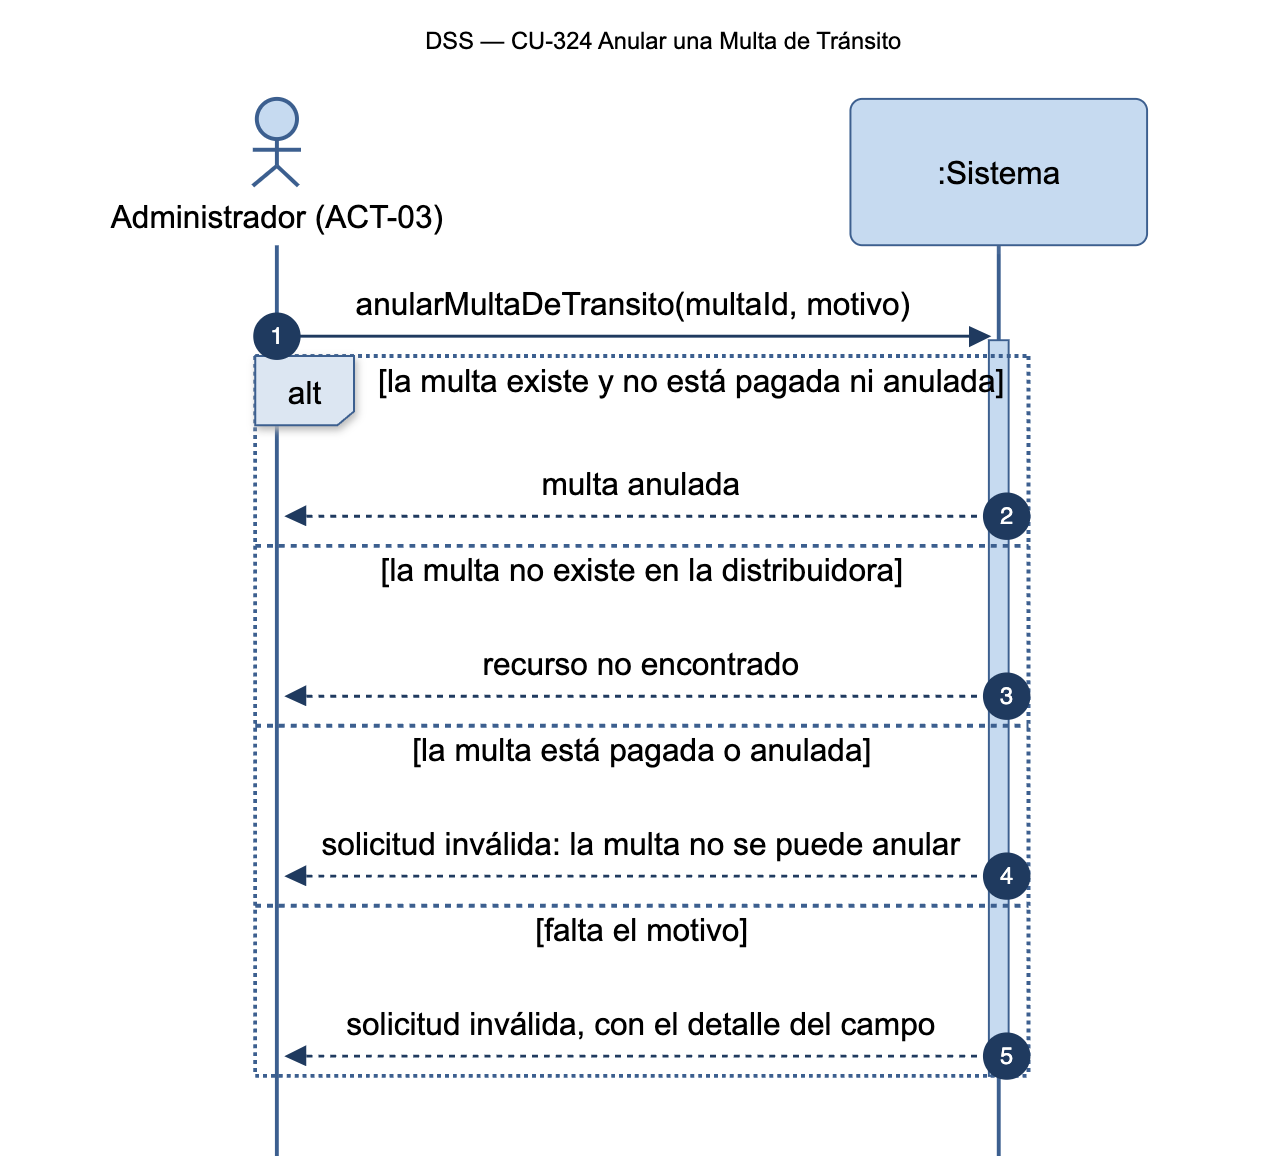 DSS — CU-324 Anular una Multa de Tránsito
Administrador (ACT-03)
:Sistema
anularMultaDeTransito(multaId, motivo)
1
alt
[la multa existe y no está pagada ni anulada]
multa anulada
2
[la multa no existe en la distribuidora]
recurso no encontrado
3
[la multa está pagada o anulada]
solicitud inválida: la multa no se puede anular
4
[falta el motivo]
solicitud inválida, con el detalle del campo
5